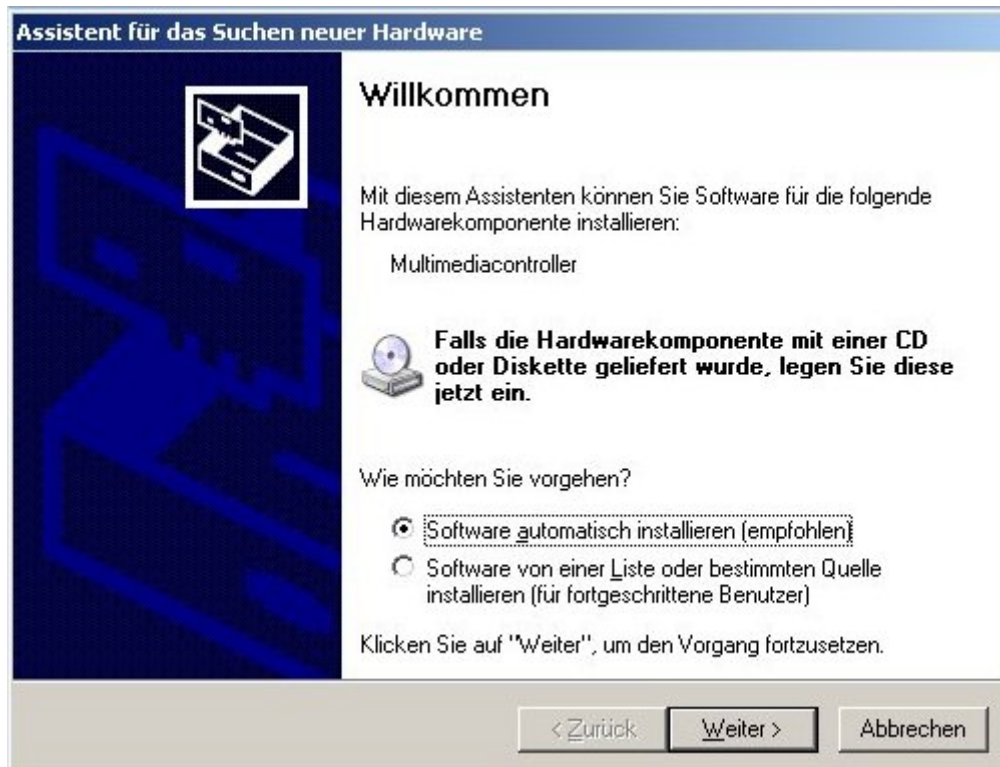 Assistent für das Suchen neuer Hardware
Willkommen
Mit diesem Assistenten können Sie Software für die folgende
Hardwarekomponente installieren:
Multimediacontroller
Falls die Hardwarekomponente mit einer CD
oder Diskette geliefert wurde, legen Sie diese
jetzt ein.
Wie möchten Sie vorgehen?
Software automatisch installieren (empfohlen)
Software von einer Liste oder bestimmten Quelle
installieren (für fortgeschrittene Benutzer)
Klicken Sie auf "Weiter", um den Vorgang fortzusetzen.
< Zurück Weiter > Abbrechen